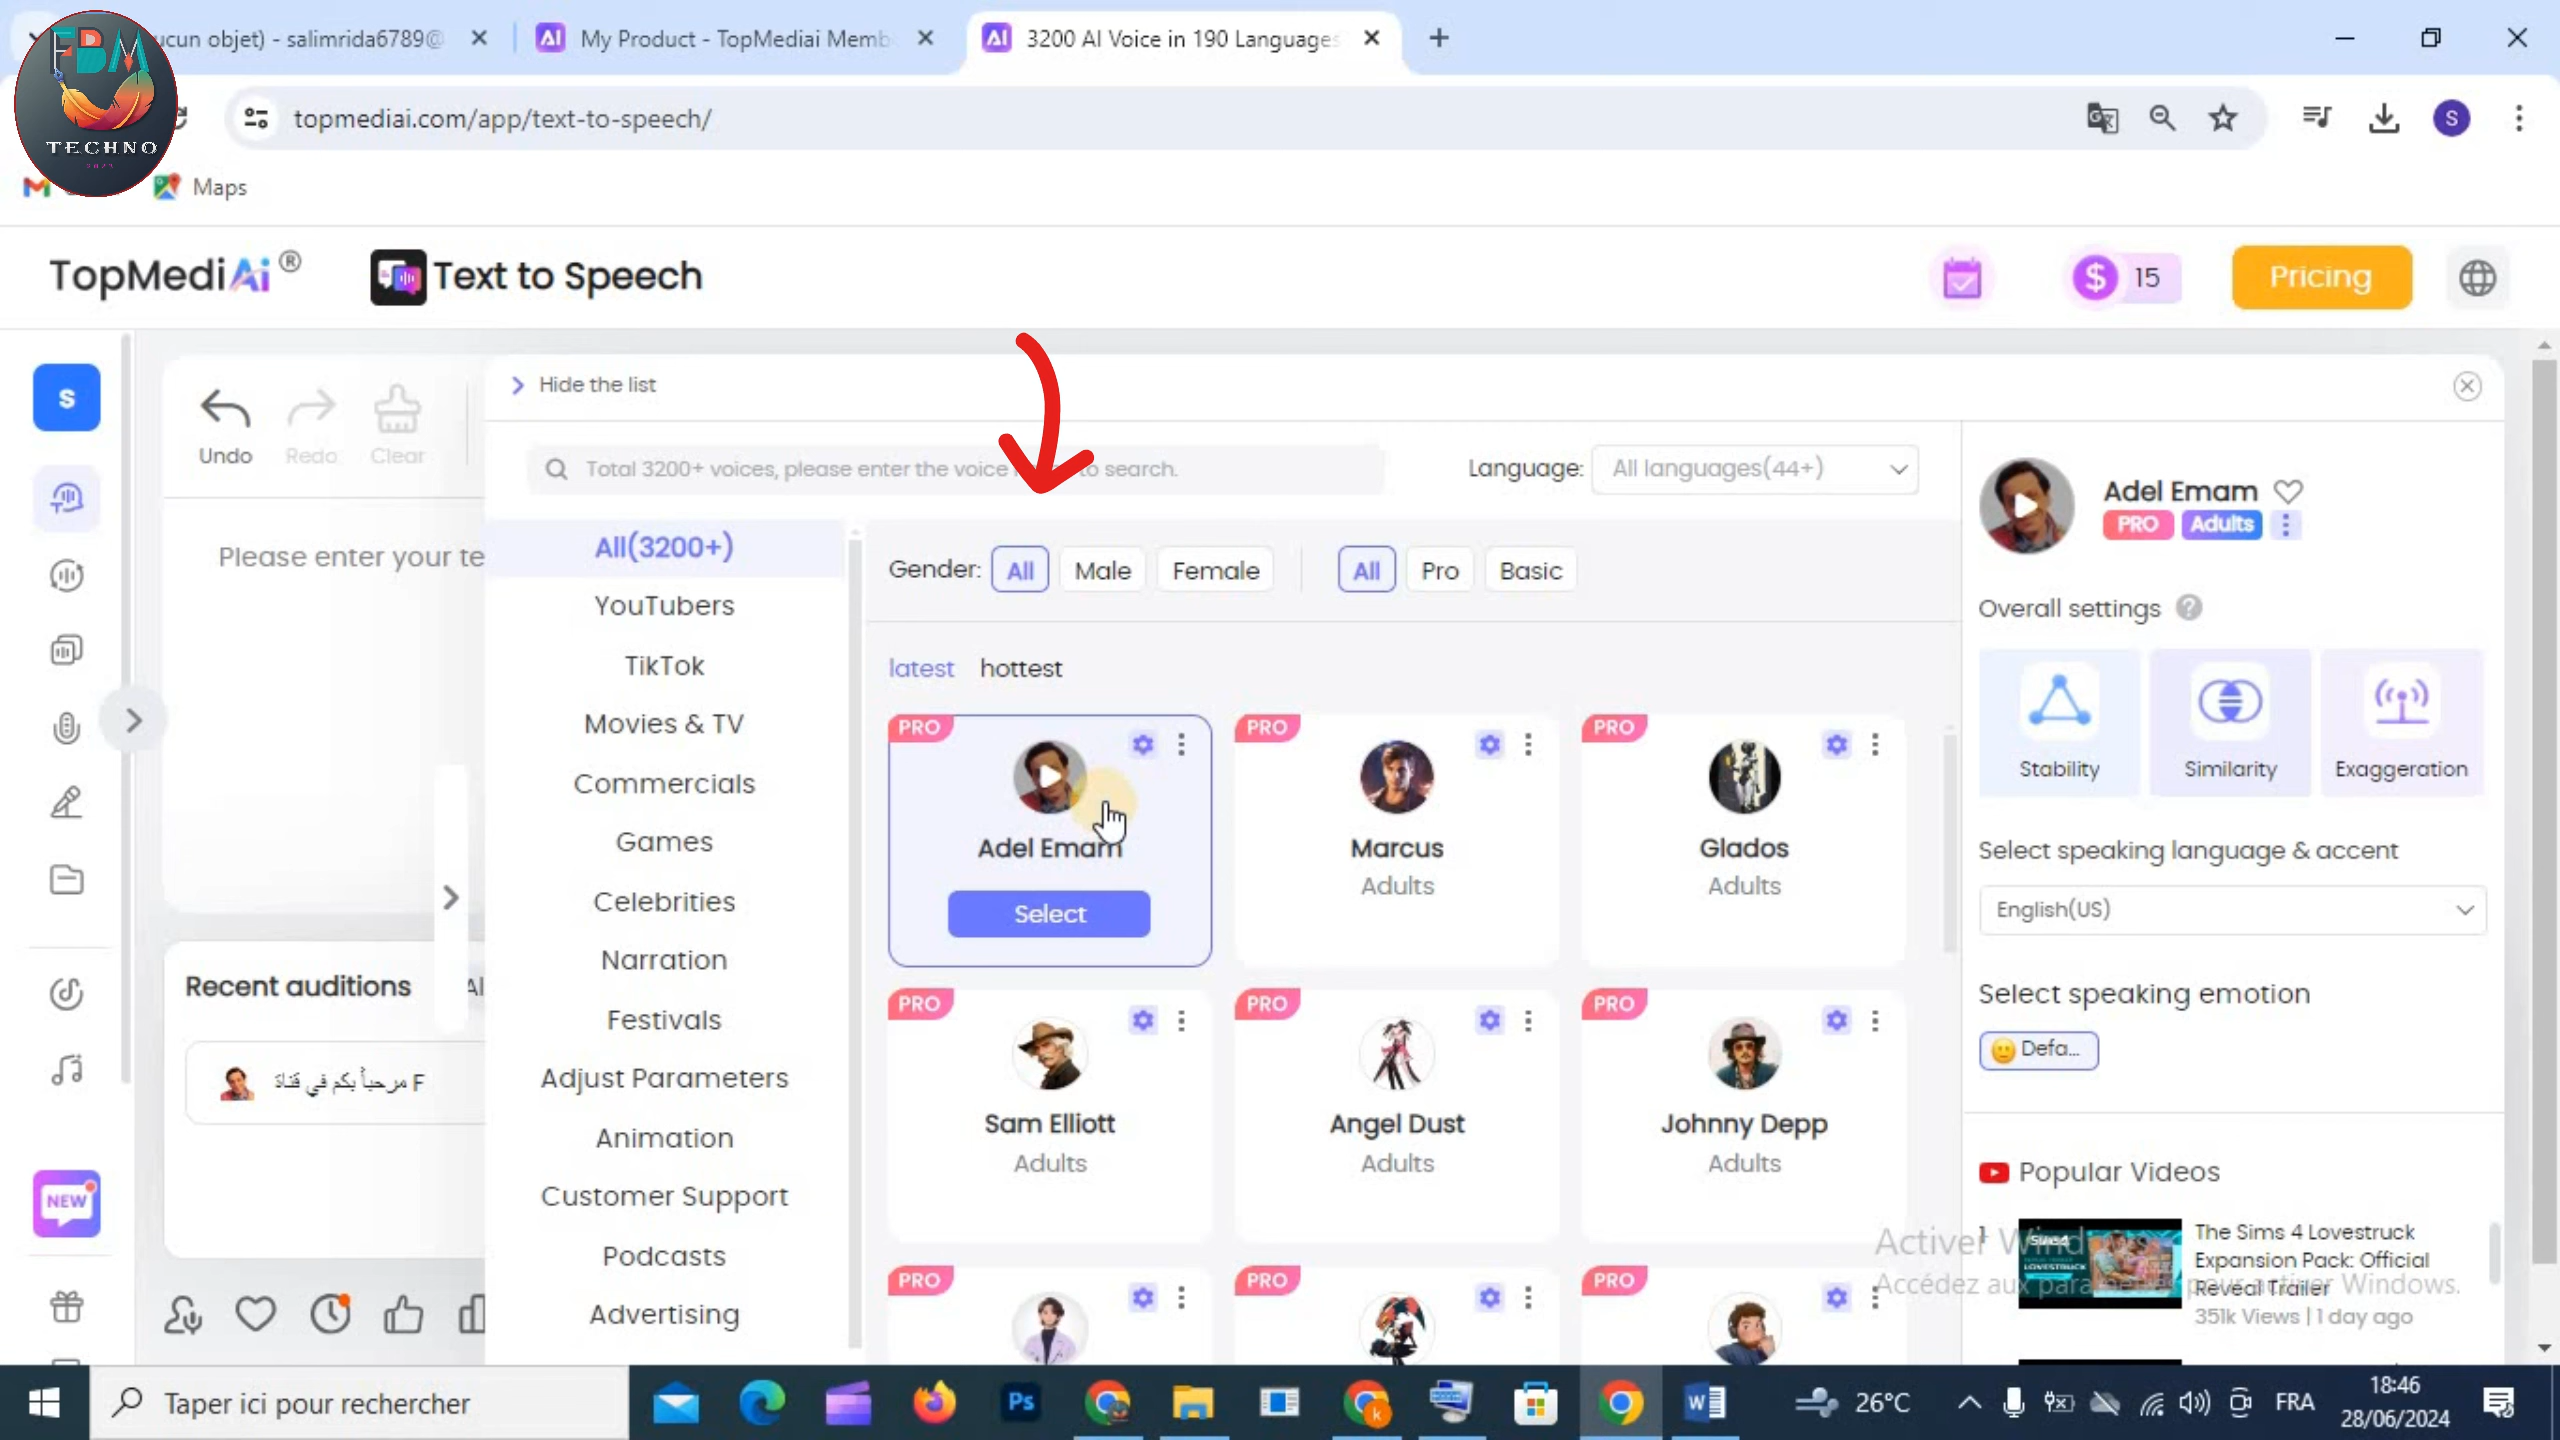 ucun objet) - salimrida6789@
My Product - TopMediai Memb
3200 AI Voice in 190 Languages
FBM
TECHNO
topmediai.com/app/text-to-speech/
S
Maps
TopMediAi®
Text to Speech
15
Pricing
S
Undo
Redo
Clear
Hide the list
Total 3200+ voices, please enter the voice to search.
Language:
All languages(44+)
Please enter your te
All(3200+)
YouTubers
TikTok
Movies & TV
Commercials
Games
Celebrities
Narration
Festivals
Adjust Parameters
Animation
Customer Support
Podcasts
Advertising
Gender:
All
Male
Female
All
Pro
Basic
latest
hottest
PRO
Adel Emam
Select
PRO
Marcus
Adults
PRO
Glados
Adults
PRO
Sam Elliott
Adults
PRO
Angel Dust
Adults
PRO
Johnny Depp
Adults
PRO
PRO
PRO
Adel Emam
PRO
Adults
Overall settings
Stability
Similarity
Exaggeration
Select speaking language & accent
English(US)
Select speaking emotion
Defa...
Popular Videos
1
The Sims 4 Lovestruck
Expansion Pack: Official
Reveal Trailer
351k Views | 1 day ago
Recent auditions
Al
مرحباً بكم في قناة F
NEW
Activer Wind
Accédez aux para pour activer Windows.
Taper ici pour rechercher
Ps
k
W
26°C
FRA
18:46
28/06/2024